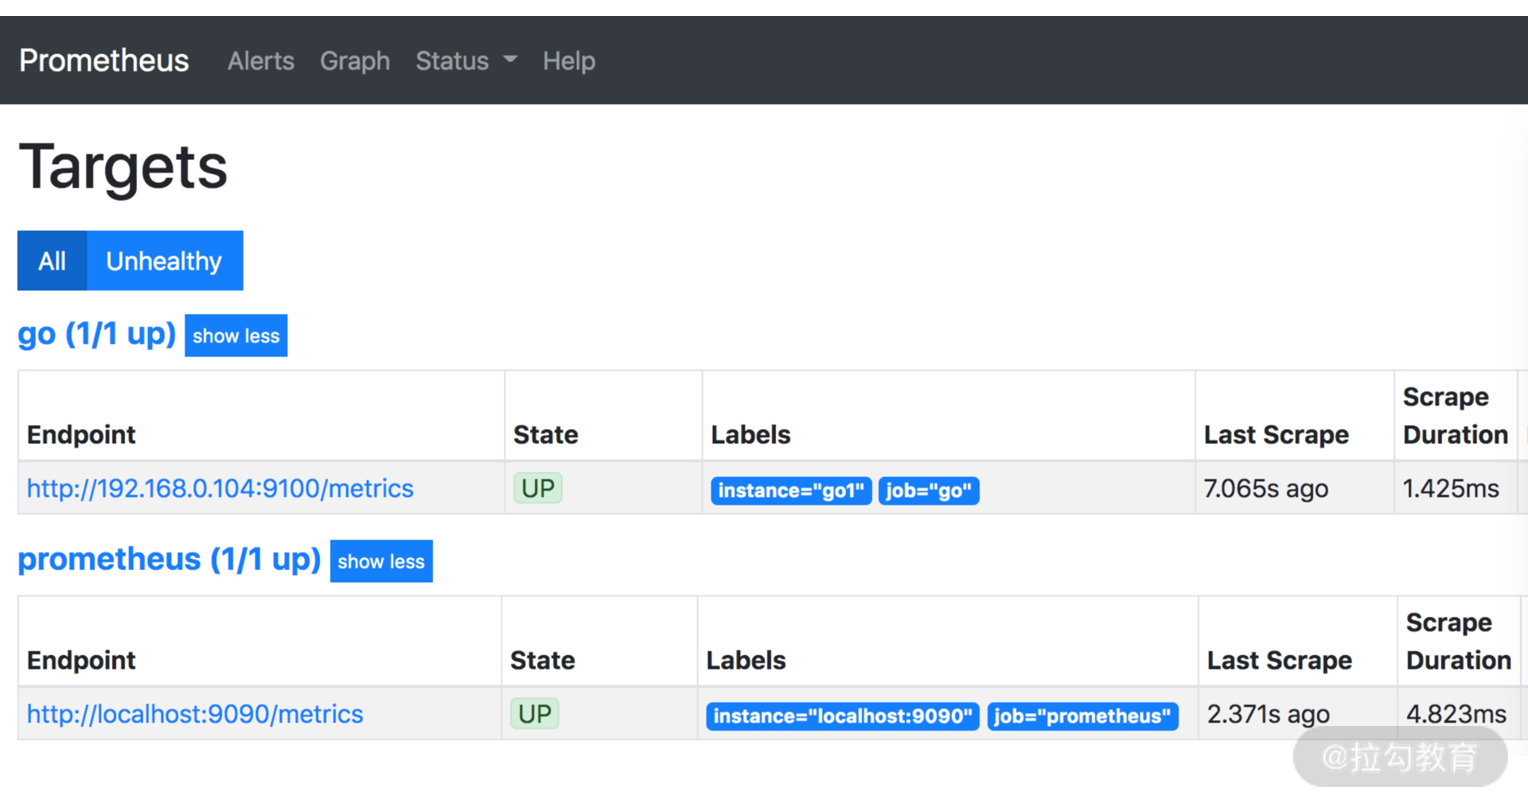 Prometheus Alerts Graph Status Help
Targets
All Unhealthy
go (1/1 up) show less
Endpoint State Labels Last Scrape Scrape Duration
http://192.168.0.104:9100/metrics UP instance="go1" job="go" 7.065s ago 1.425ms
prometheus (1/1 up) show less
Endpoint State Labels Last Scrape Scrape Duration
http://localhost:9090/metrics UP instance="localhost:9090" job="prometheus" 2.371s ago 4.823ms
@拉勾教育